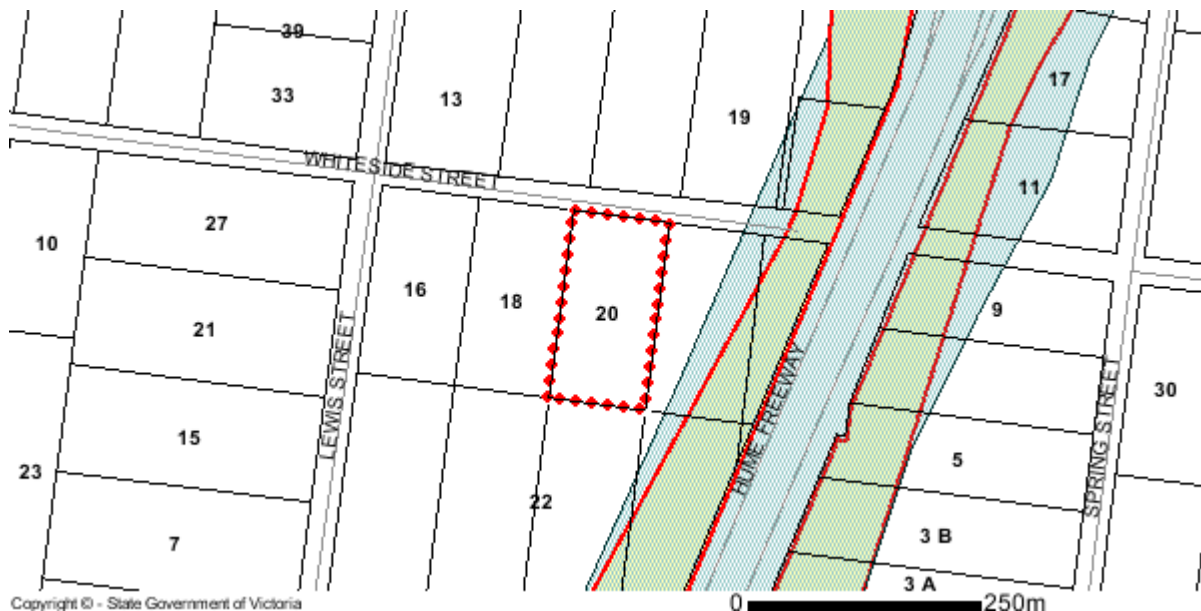 39
33
13
19
17
WHITESIDE STREET
11
27
10
16
18
20
9
21
LEWIS STREET
HUME FREEWAY
SPRING STREET
30
15
23
5
22
7
3 B
3 A
Copyright © - State Government of Victoria
0 250m